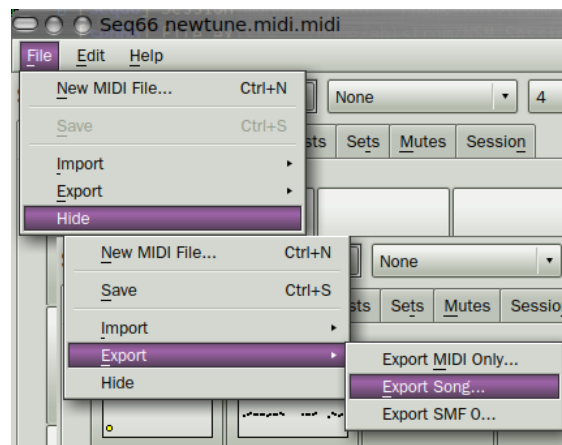 Seq66 newtune.midi.midi
File Edit Help
New MIDI File... Ctrl+N
None 4
Save Ctrl+S
sts Sets Mutes Session
Import
Export
Hide
New MIDI File... Ctrl+N
None
Save Ctrl+S
sts Sets Mutes Sessio
Import
Export
Export MIDI Only...
Hide
Export Song...
Export SMF 0...